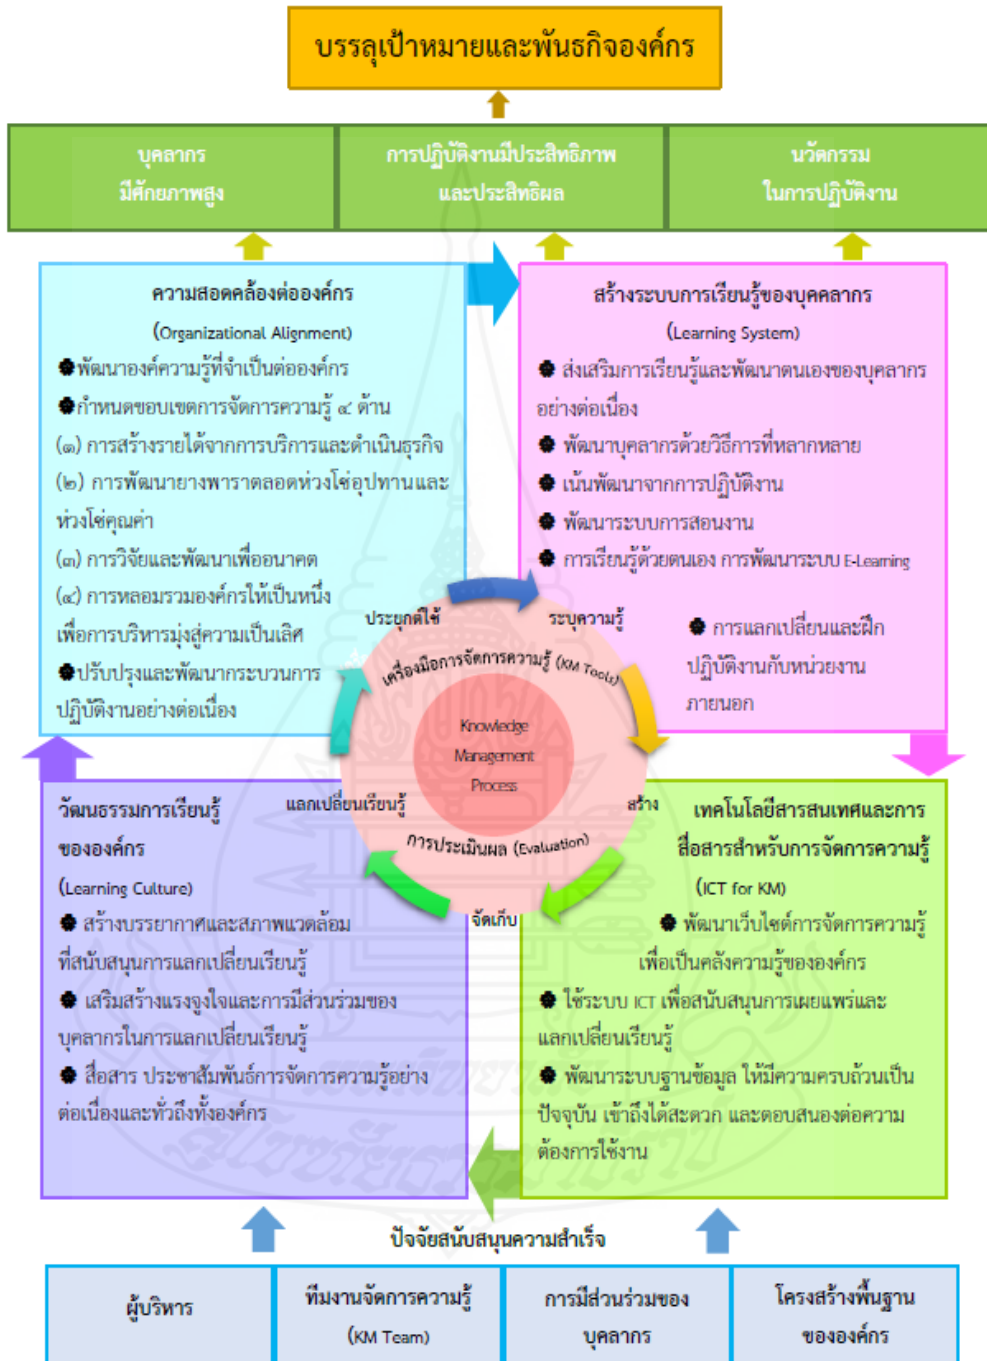 บรรลุเป้าหมายและพันธกิจองค์กร
บุคลากร
มีศักยภาพสูง
การปฏิบัติงานมีประสิทธิภาพ
และประสิทธิผล
นวัตกรรม
ในการปฏิบัติงาน
ความสอดคล้องต่อองค์กร
(Organizational Alignment)
พัฒนาองค์ความรู้ที่จำเป็นต่อองค์กร
กำหนดขอบเขตการจัดการความรู้ ๔ ด้าน
(๑) การสร้างรายได้จากการบริการและดำเนินธุรกิจ
(๒) การพัฒนายางพาราตลอดห่วงโซ่อุปทานและ
ห่วงโซ่คุณค่า
(๓) การวิจัยและพัฒนาเพื่ออนาคต
(๔) การหลอมรวมองค์กรให้เป็นหนึ่ง
เพื่อการบริหารมุ่งสู่ความเป็นเลิศ
ปรับปรุงและพัฒนากระบวนการ
ปฏิบัติงานอย่างต่อเนื่อง
สร้างระบบการเรียนรู้ของบุคคลากร
(Learning System)
ส่งเสริมการเรียนรู้และพัฒนาตนเองของบุคลากร
อย่างต่อเนื่อง
พัฒนาบุคลากรด้วยวิธีการที่หลากหลาย
เน้นพัฒนาจากการปฏิบัติงาน
พัฒนาระบบการสอนงาน
การเรียนรู้ด้วยตนเอง การพัฒนาระบบ E-Learning
การแลกเปลี่ยนและฝึก
ปฏิบัติงานกับหน่วยงาน
ภายนอก
ประยุกต์ใช้
ระบุความรู้
เครื่องมือการจัดการความรู้ (KM Tools)
Knowledge
Management
Process
แลกเปลี่ยนเรียนรู้
สร้าง
การประเมินผล (Evaluation)
จัดเก็บ
วัฒนธรรมการเรียนรู้
ขององค์กร
(Learning Culture)
สร้างบรรยากาศและสภาพแวดล้อม
ที่สนับสนุนการแลกเปลี่ยนเรียนรู้
เสริมสร้างแรงจูงใจและการมีส่วนร่วมของ
บุคลากรในการแลกเปลี่ยนเรียนรู้
สื่อสาร ประชาสัมพันธ์การจัดการความรู้อย่าง
ต่อเนื่องและทั่วถึงทั้งองค์กร
เทคโนโลยีสารสนเทศและการ
สื่อสารสำหรับการจัดการความรู้
(ICT for KM)
พัฒนาเว็บไซต์การจัดการความรู้
เพื่อเป็นคลังความรู้ขององค์กร
ใช้ระบบ ICT เพื่อสนับสนุนการเผยแพร่และ
แลกเปลี่ยนเรียนรู้
พัฒนาระบบฐานข้อมูล ให้มีความครบถ้วนเป็น
ปัจจุบัน เข้าถึงได้สะดวก และตอบสนองต่อความ
ต้องการใช้งาน
ปัจจัยสนับสนุนความสำเร็จ
ผู้บริหาร
ทีมงานจัดการความรู้
(KM Team)
การมีส่วนร่วมของ
บุคลากร
โครงสร้างพื้นฐาน
ขององค์กร